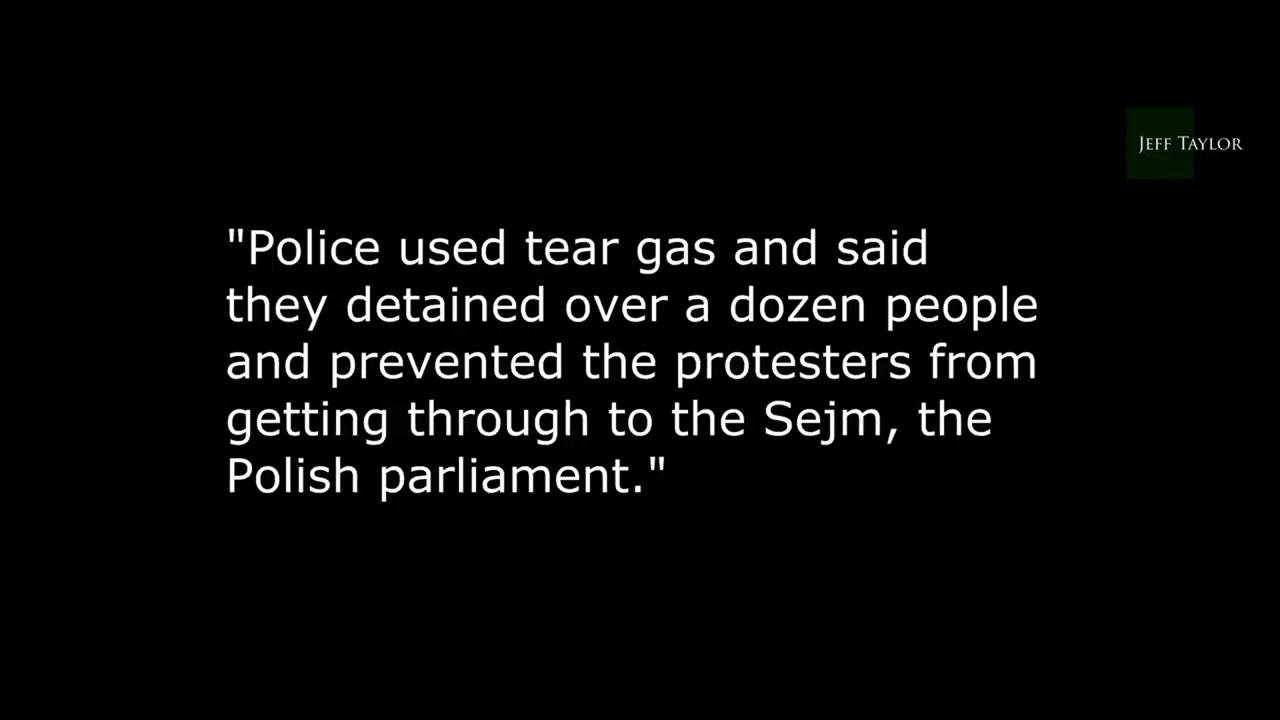 JEFF TAYLOR
"Police used tear gas and said
they detained over a dozen people
and prevented the protesters from
getting through to the Sejm, the
Polish parliament."